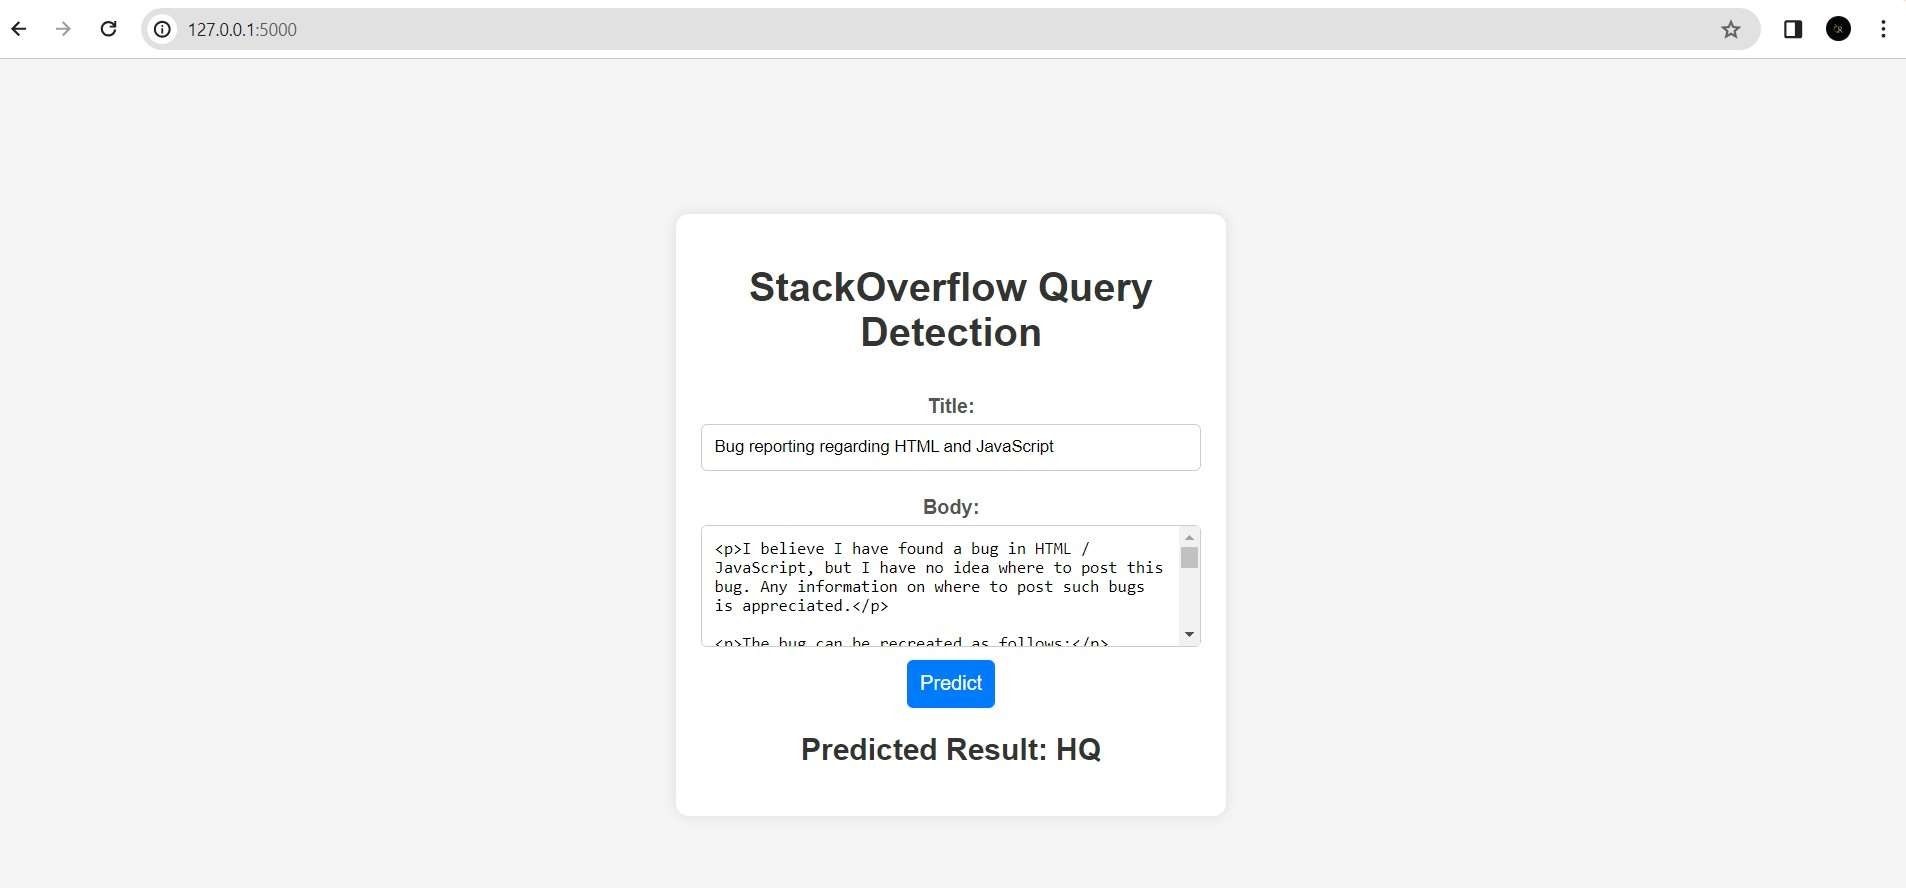 127.0.0.1:5000
StackOverflow Query
Detection
Title:
Bug reporting regarding HTML and JavaScript
Body:
<p>I believe I have found a bug in HTML /
JavaScript, but I have no idea where to post this
bug. Any information on where to post such bugs
is appreciated.</p>
<p>The bug can be recreated as follows:</p>
Predict
Predicted Result: HQ